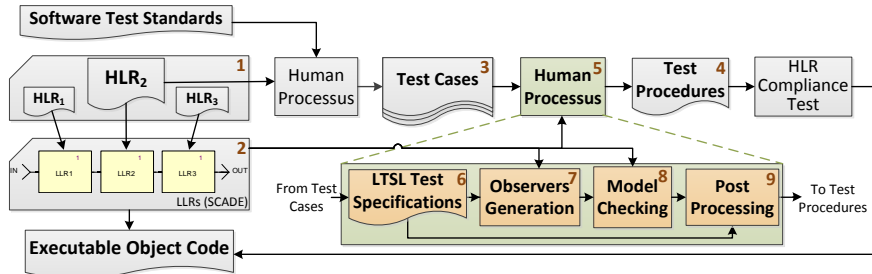 Software Test Standards
1
HLR1
HLR2
HLR3
Human
Processus
3
Test Cases
5
Human
Processus
4
Test
Procedures
HLR
Compliance
Test
2
IN
1
LLR1
1
LLR2
1
LLR3
OUT
LLRs (SCADE)
From Test
Cases
6
LTSL Test
Specifications
7
Observers
Generation
8
Model
Checking
9
Post
Processing
To Test
Procedures
Executable Object Code